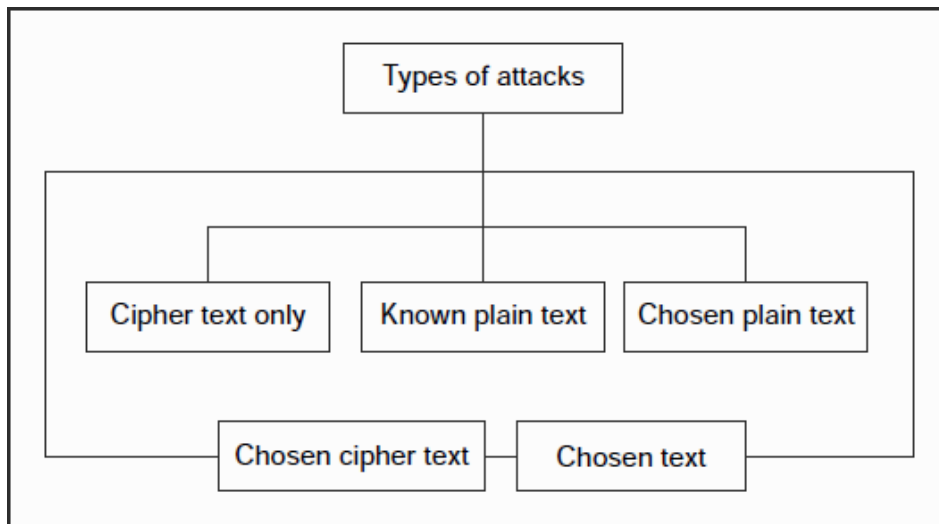 Types of attacks
Cipher text only
Known plain text
Chosen plain text
Chosen cipher text
Chosen text